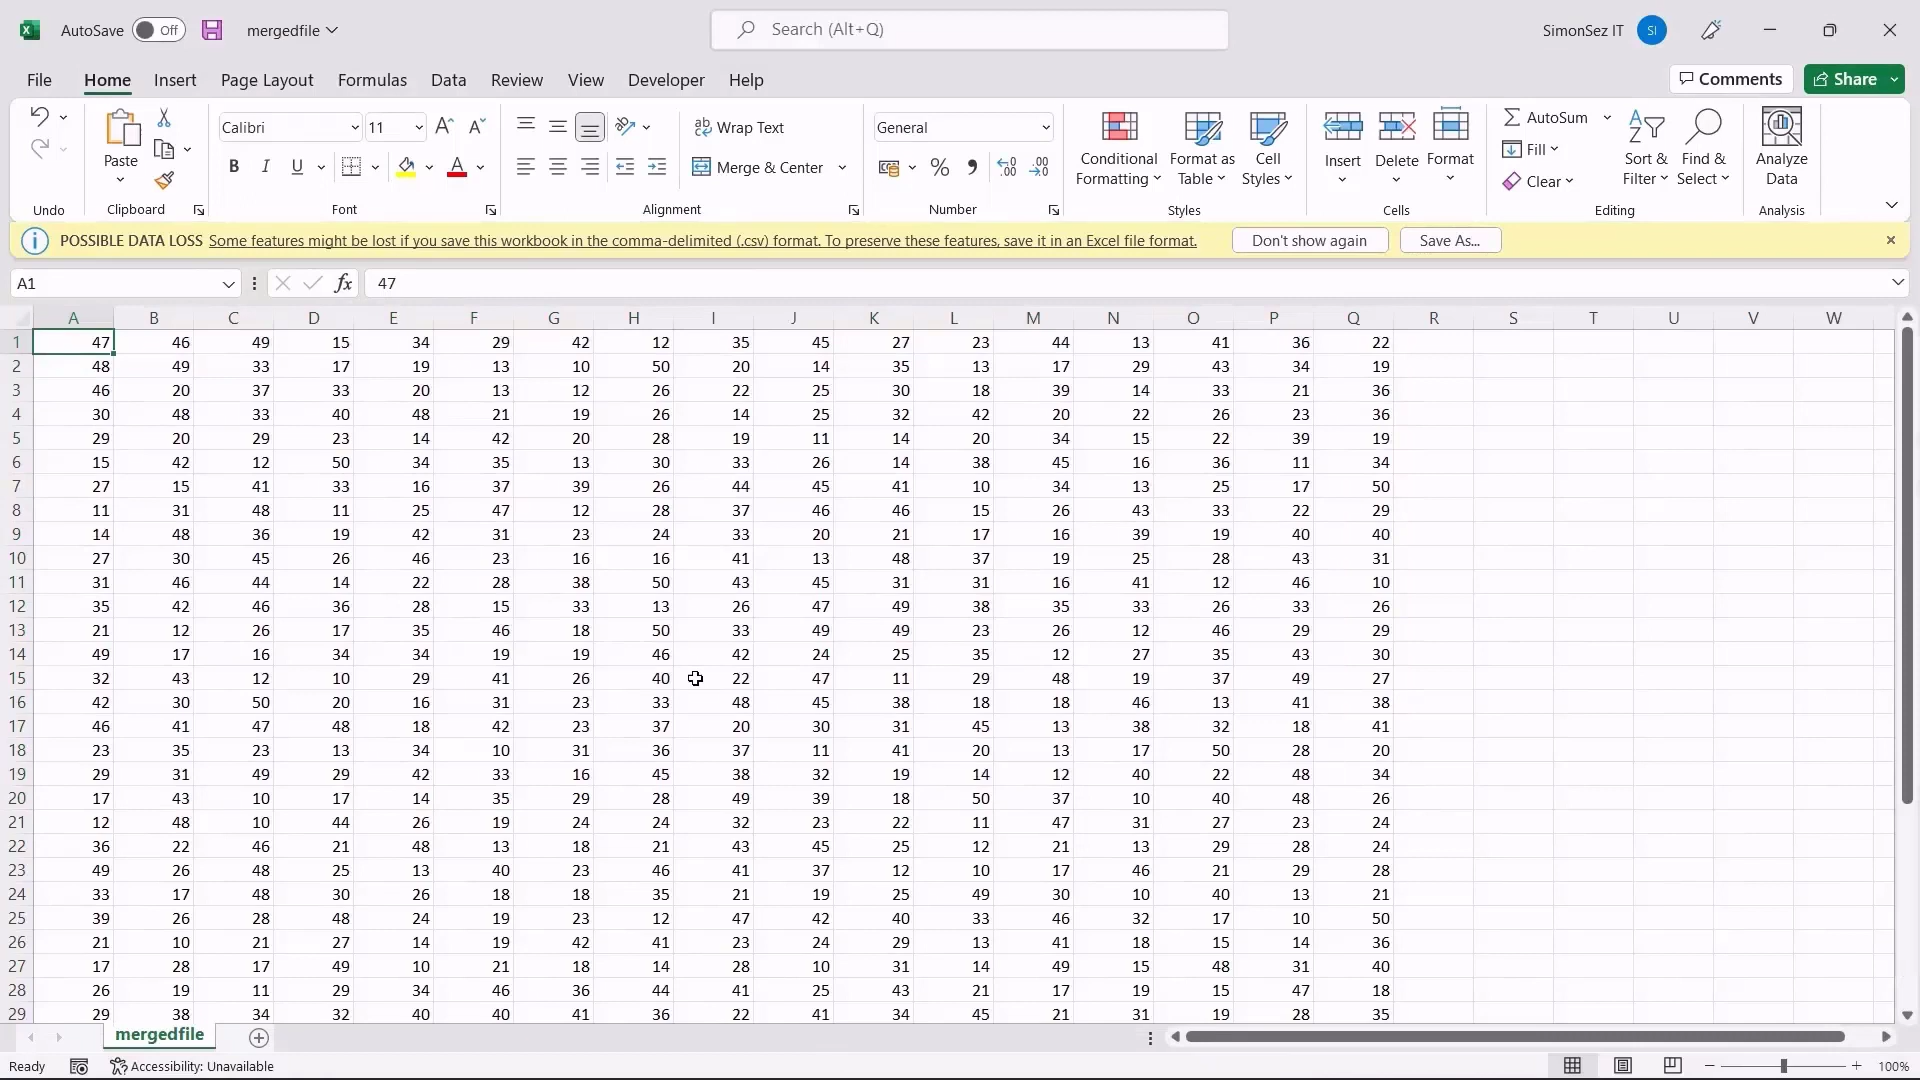 AutoSave Off mergedfile Search (Alt+Q) SimonSez IT SI
File Home Insert Page Layout Formulas Data Review View Developer Help Comments Share
Paste
Calibri 11
B I U A
Wrap Text
Merge & Center
General
Conditional Formatting
Format as Table
Cell Styles
Insert Delete Format
AutoSum
Fill
Clear
Sort & Filter
Find & Select
Analyze Data
Undo Clipboard Font Alignment Number Styles Cells Editing Analysis
POSSIBLE DATA LOSS Some features might be lost if you save this workbook in the comma-delimited (.csv) format. To preserve these features, save it in an Excel file format. Don't show again Save As...
A1 fx 47
A B C D E F G H I J K L M N O P Q R S T U V W
1 47 46 49 15 34 29 42 12 35 45 27 23 44 13 41 36 22
2 48 49 33 17 19 13 10 50 20 14 35 13 17 29 43 34 19
3 46 20 37 33 20 13 12 26 22 25 30 18 39 14 33 21 36
4 30 48 33 40 48 21 19 26 14 25 32 42 20 22 26 23 36
5 29 20 29 23 14 42 20 28 19 11 14 20 34 15 22 39 19
6 15 42 12 50 34 35 13 30 33 26 14 38 45 16 36 11 34
7 27 15 41 33 16 37 39 26 44 45 41 10 34 13 25 17 50
8 11 31 48 11 25 47 12 28 37 46 46 15 26 43 33 22 29
9 14 48 36 19 42 31 23 24 33 20 21 17 16 39 19 40 40
10 27 30 45 26 46 23 16 16 41 13 48 37 19 25 28 43 31
11 31 46 44 14 22 28 38 50 43 45 31 31 16 41 12 46 10
12 35 42 46 36 28 15 33 13 26 47 49 38 35 33 26 33 26
13 21 12 26 17 35 46 18 50 33 49 49 23 26 12 46 29 29
14 49 17 16 34 34 19 19 46 42 24 25 35 12 27 35 43 30
15 32 43 12 10 29 41 26 40 22 47 11 29 48 19 37 49 27
16 42 30 50 20 16 31 23 33 48 45 38 18 18 46 13 41 38
17 46 41 47 48 18 42 23 37 20 30 31 45 13 38 32 18 41
18 23 35 23 13 34 10 31 36 37 11 41 20 13 17 50 28 20
19 29 31 49 29 42 33 16 45 38 32 19 14 12 40 22 48 34
20 17 43 10 17 14 35 29 28 49 39 18 50 37 10 40 48 26
21 12 48 10 44 26 19 24 24 32 23 22 11 47 31 27 23 24
22 36 22 46 21 48 13 18 21 43 45 25 12 21 13 29 28 24
23 49 26 48 25 13 40 23 46 41 37 12 10 17 46 21 29 28
24 33 17 48 30 26 18 18 35 21 19 25 49 30 10 40 13 21
25 39 26 28 48 24 19 23 12 47 42 40 33 46 32 17 10 50
26 21 10 21 27 14 19 42 41 23 24 29 13 41 18 15 14 36
27 17 28 17 49 10 21 18 14 28 10 31 14 49 15 48 31 40
28 26 19 11 29 34 46 36 44 41 25 43 21 17 19 15 47 18
29 29 38 34 32 40 40 41 36 22 41 34 45 21 31 19 28 35
mergedfile
Ready Accessibility: Unavailable 100%